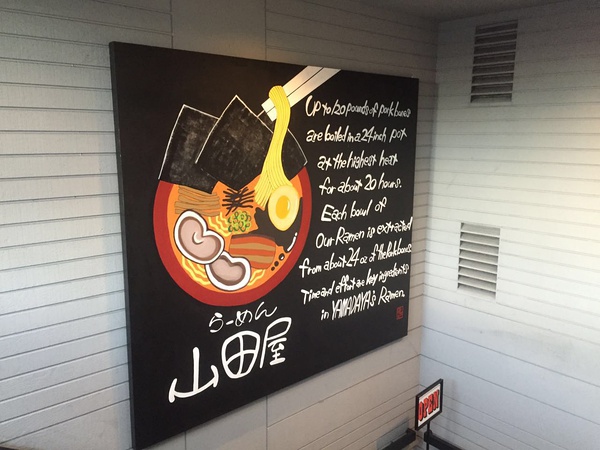 Up to 120 pounds of pork bones
are boiled in a 24 inch pot
at the highest heat
for about 20 hours.
Each bowl of
Our Ramen is extracted
from about 24 oz of the pork bones.
Time and effort are key ingredients
in YAMADAYA's Ramen.
らーめん
山田屋
OPEN